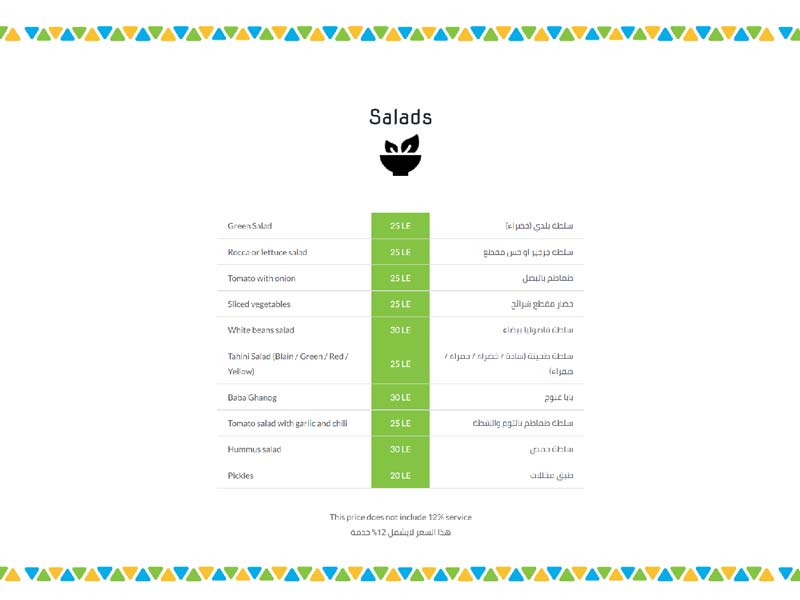 Salads
Green Salad 25 LE سلطة بلدي (خضراء)
Rocca or lettuce salad 25 LE سلطة جرجير او خس مقطع
Tomato with onion 25 LE طماطم بالبصل
Sliced vegetables 25 LE خضار مقطع شرائح
White beans salad 30 LE سلطة فاصوليا بيضاء
Tahini Salad (Blain / Green / Red / 25 LE سلطة طحينة (سادة / خضراء / حمراء /
Yellow) صفراء)
Baba Ghanog 30 LE بابا غنوج
Tomato salad with garlic and chili 25 LE سلطة طماطم بالثوم والشطة
Hummus salad 30 LE سلطة حمص
Pickles 20 LE طبق مخللات
This price does not include 12% service
هذا السعر لايشمل 12% خدمة